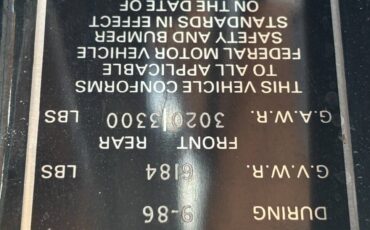 DURING 9-86
G.V.W.R. 6184 LBS
FRONT REAR
G.A.W.R. 3020 3300 LBS
THIS VEHICLE CONFORMS
TO ALL APPLICABLE
FEDERAL MOTOR VEHICLE
SAFETY AND BUMPER
STANDARDS IN EFFECT
ON THE DATE OF